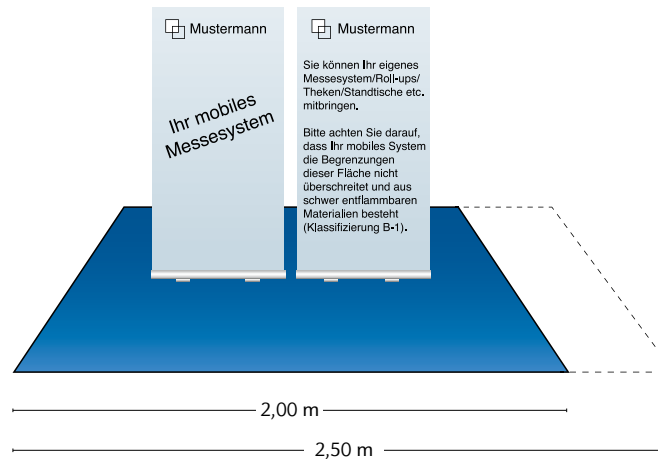 Mustermann
Ihr mobiles
Messesystem
Mustermann
Sie können Ihr eigenes
Messesystem/Roll-ups/
Theken/Standtische etc.
mitbringen.
Bitte achten Sie darauf,
dass Ihr mobiles System
die Begrenzungen
dieser Fläche nicht
überschreitet und aus
schwer entflammbaren
Materialien besteht
(Klassifizierung B-1).
2,00 m
2,50 m